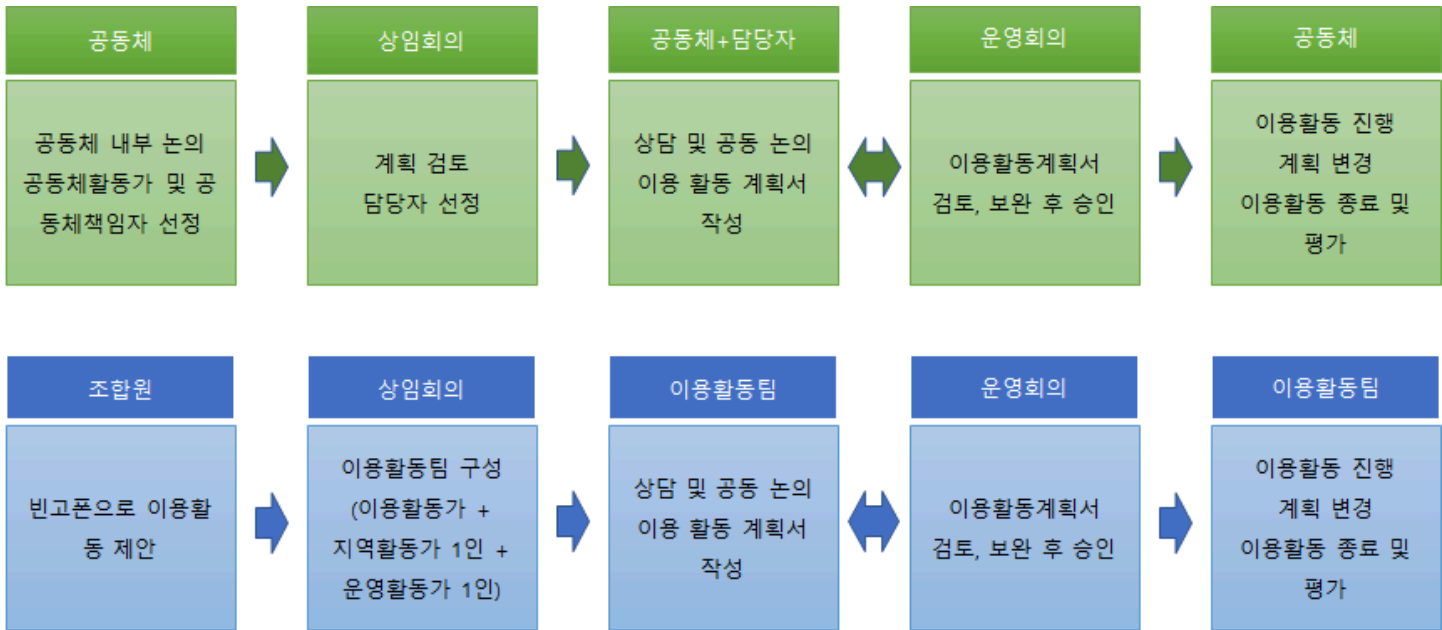 공동체
상임회의
공동체+담당자
운영회의
공동체
공동체 내부 논의
공동체활동가 및 공
동체책임자 선정
계획 검토
담당자 선정
상담 및 공동 논의
이용 활동 계획서
작성
이용활동계획서
검토, 보완 후 승인
이용활동 진행
계획 변경
이용활동 종료 및
평가
조합원
상임회의
이용활동팀
운영회의
이용활동팀
빈고폰으로 이용활
동 제안
이용활동팀 구성
(이용활동가 +
지역활동가 1인 +
운영활동가 1인)
상담 및 공동 논의
이용 활동 계획서
작성
이용활동계획서
검토, 보완 후 승인
이용활동 진행
계획 변경
이용활동 종료 및
평가